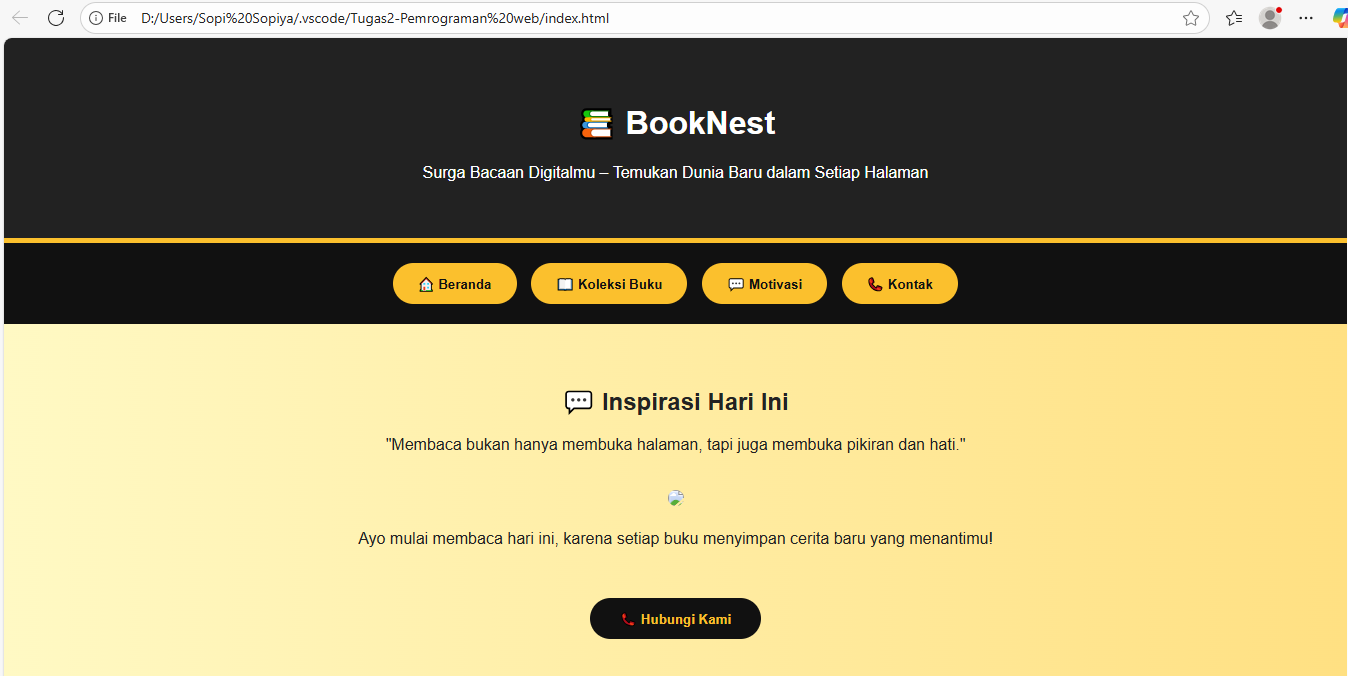 File D:/Users/Sopi%20Sopiya/.vscode/Tugas2-Pemrograman%20web/index.html
📚 BookNest
Surga Bacaan Digitalmu – Temukan Dunia Baru dalam Setiap Halaman
🏠 Beranda 📖 Koleksi Buku 💬 Motivasi 📞 Kontak
💬 Inspirasi Hari Ini
"Membaca bukan hanya membuka halaman, tapi juga membuka pikiran dan hati."
Ayo mulai membaca hari ini, karena setiap buku menyimpan cerita baru yang menantimu!
📞 Hubungi Kami